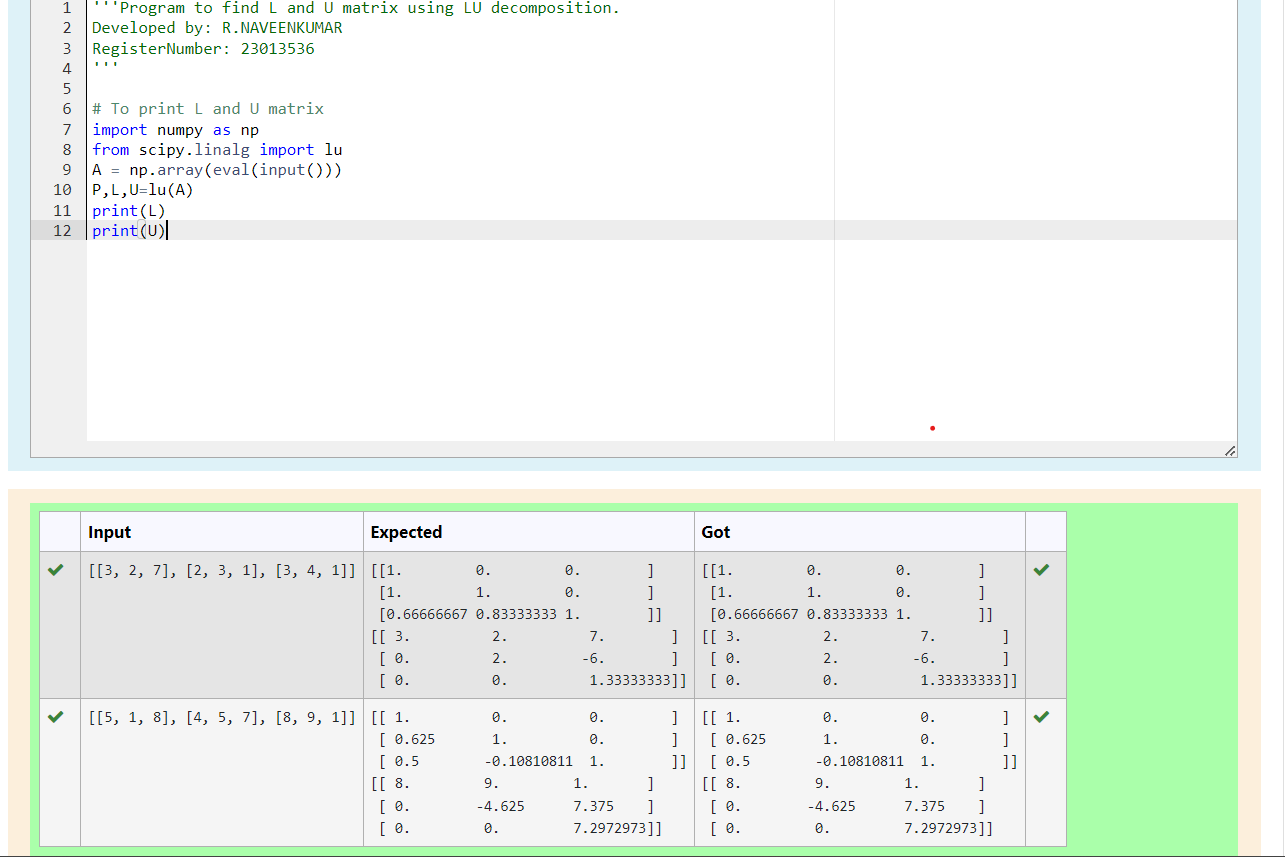 1 '''Program to find L and U matrix using LU decomposition.
2 Developed by: R.NAVEENKUMAR
3 RegisterNumber: 23013536
4 '''
5
6 # To print L and U matrix
7 import numpy as np
8 from scipy.linalg import lu
9 A = np.array(eval(input()))
10 P,L,U=lu(A)
11 print(L)
12 print(U)
Input Expected Got
[[3, 2, 7], [2, 3, 1], [3, 4, 1]] [[1. 0. 0. ] [[1. 0. 0. ]
[1. 1. 0. ] [1. 1. 0. ]
[0.66666667 0.83333333 1. ]] [0.66666667 0.83333333 1. ]]
[[ 3. 2. 7. ] [[ 3. 2. 7. ]
[ 0. 2. -6. ] [ 0. 2. -6. ]
[ 0. 0. 1.33333333]] [ 0. 0. 1.33333333]]
[[5, 1, 8], [4, 5, 7], [8, 9, 1]] [[ 1. 0. 0. ] [[ 1. 0. 0. ]
[ 0.625 1. 0. ] [ 0.625 1. 0. ]
[ 0.5 -0.10810811 1. ]] [ 0.5 -0.10810811 1. ]]
[[ 8. 9. 1. ] [[ 8. 9. 1. ]
[ 0. -4.625 7.375 ] [ 0. -4.625 7.375 ]
[ 0. 0. 7.2972973]] [ 0. 0. 7.2972973]]